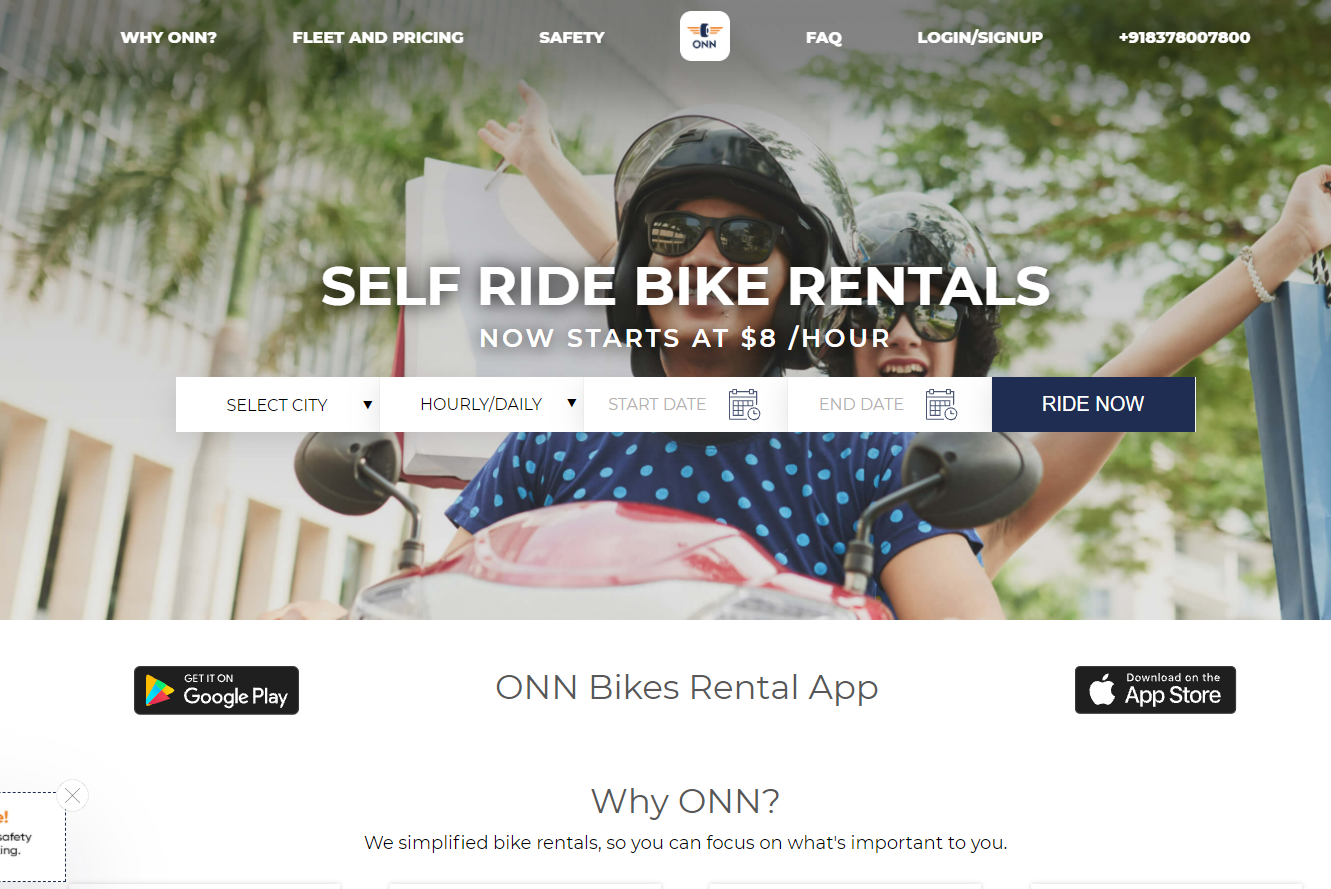 WHY ONN?
FLEET AND PRICING
SAFETY
ONN
FAQ
LOGIN/SIGNUP
+918378007800
SELF RIDE BIKE RENTALS
NOW STARTS AT $8 /HOUR
SELECT CITY
HOURLY/DAILY
START DATE
END DATE
RIDE NOW
GET IT ON
Google Play
ONN Bikes Rental App
Download on the
App Store
Why ONN?
We simplified bike rentals, so you can focus on what's important to you.
e!
safety
ing.